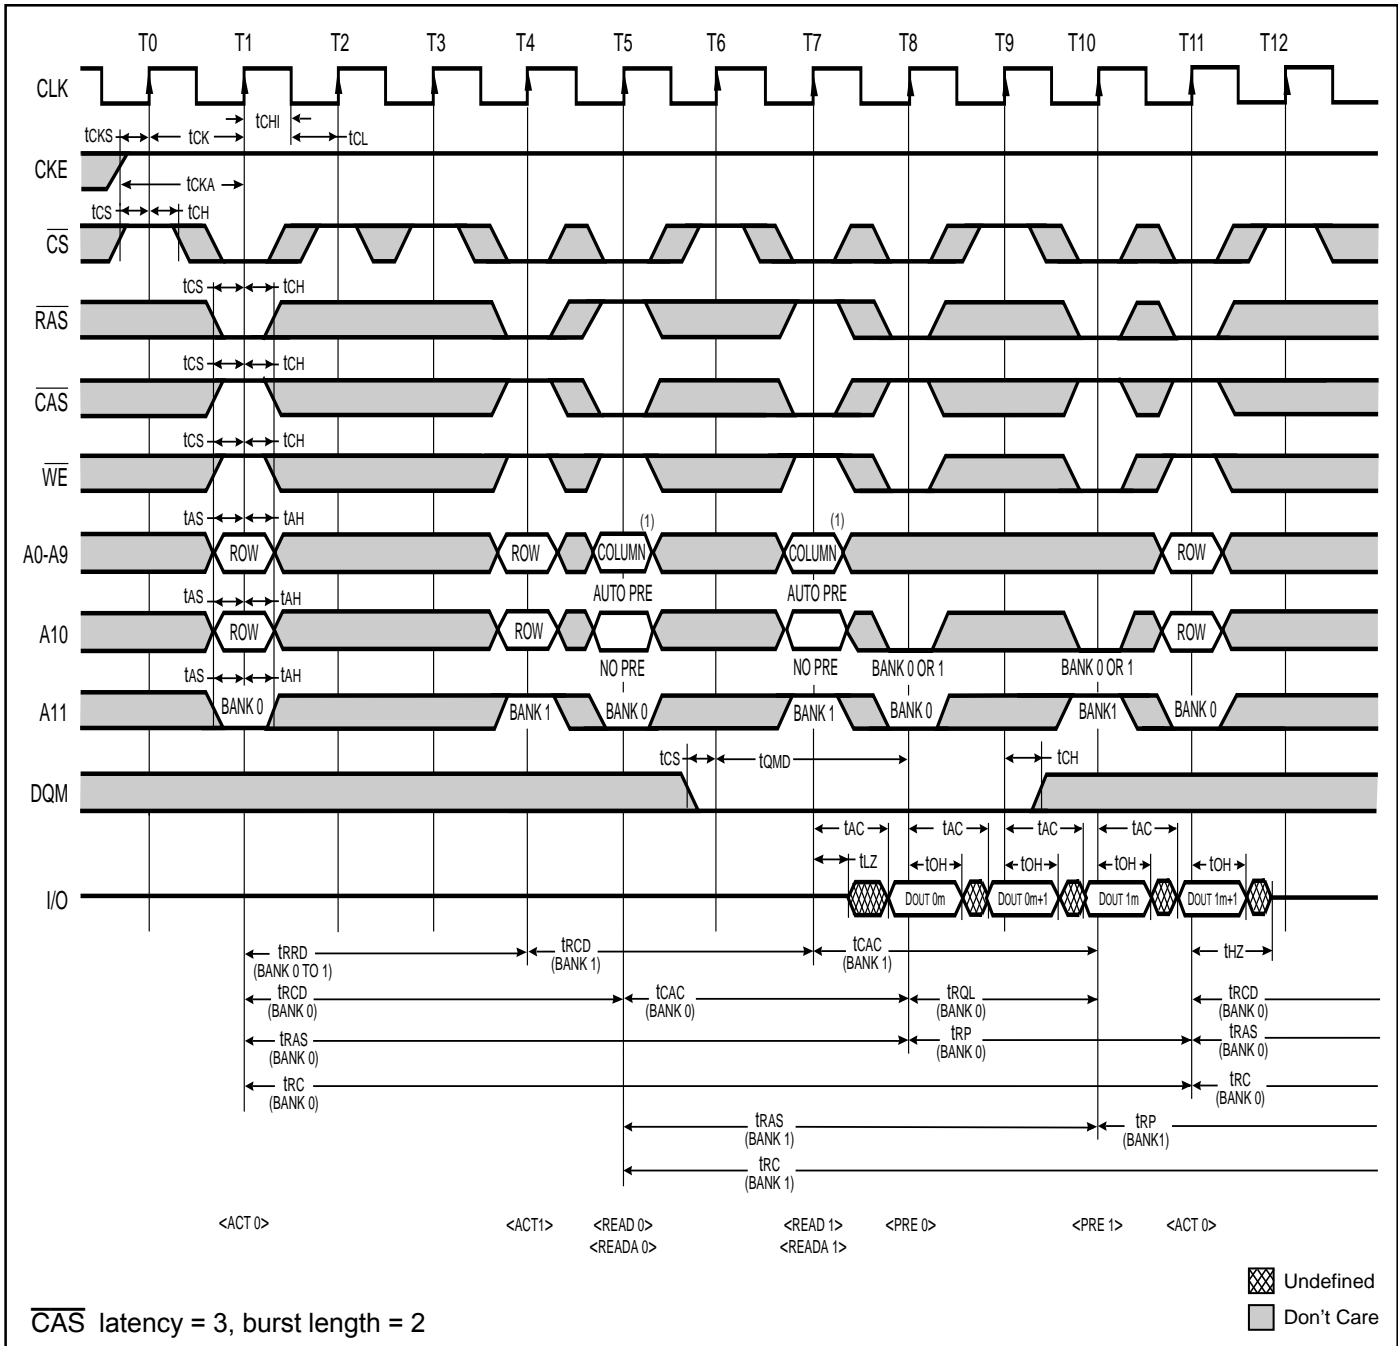 T0 T1 T2 T3 T4 T5 T6 T7 T8 T9 T10 T11 T12
CLK
tCHI
tCKS tCK tCL
CKE
tCKA
tCS tCH
CS
tCS tCH
RAS
tCS tCH
CAS
tCS tCH
WE
tAS tAH (1) (1)
A0-A9 ROW ROW COLUMN COLUMN ROW
AUTO PRE AUTO PRE
tAS tAH
A10 ROW ROW ROW
NO PRE NO PRE BANK 0 OR 1 BANK 0 OR 1
tAS tAH
A11 BANK 0 BANK 1 BANK 0 BANK 1 BANK 0 BANK1 BANK 0
tCS tQMD tCH
DQM
tAC tAC tAC tAC
tLZ tOH tOH tOH tOH
I/O DOUT 0m DOUT 0m+1 DOUT 1m DOUT 1m+1
tRRD tRCD tCAC tHZ
(BANK 0 TO 1) (BANK 1) (BANK 1)
tRCD tCAC tRQL tRCD
(BANK 0) (BANK 0) (BANK 0) (BANK 0)
tRAS tRP tRAS
(BANK 0) (BANK 0) (BANK 0)
tRC tRC
(BANK 0) (BANK 0)
tRAS tRP
(BANK 1) (BANK1)
tRC
(BANK 1)
<ACT 0> <ACT1> <READ 0> <READ 1> <PRE 0> <PRE 1> <ACT 0>
<READA 0> <READA 1>
Undefined
Don't Care
CAS latency = 3, burst length = 2